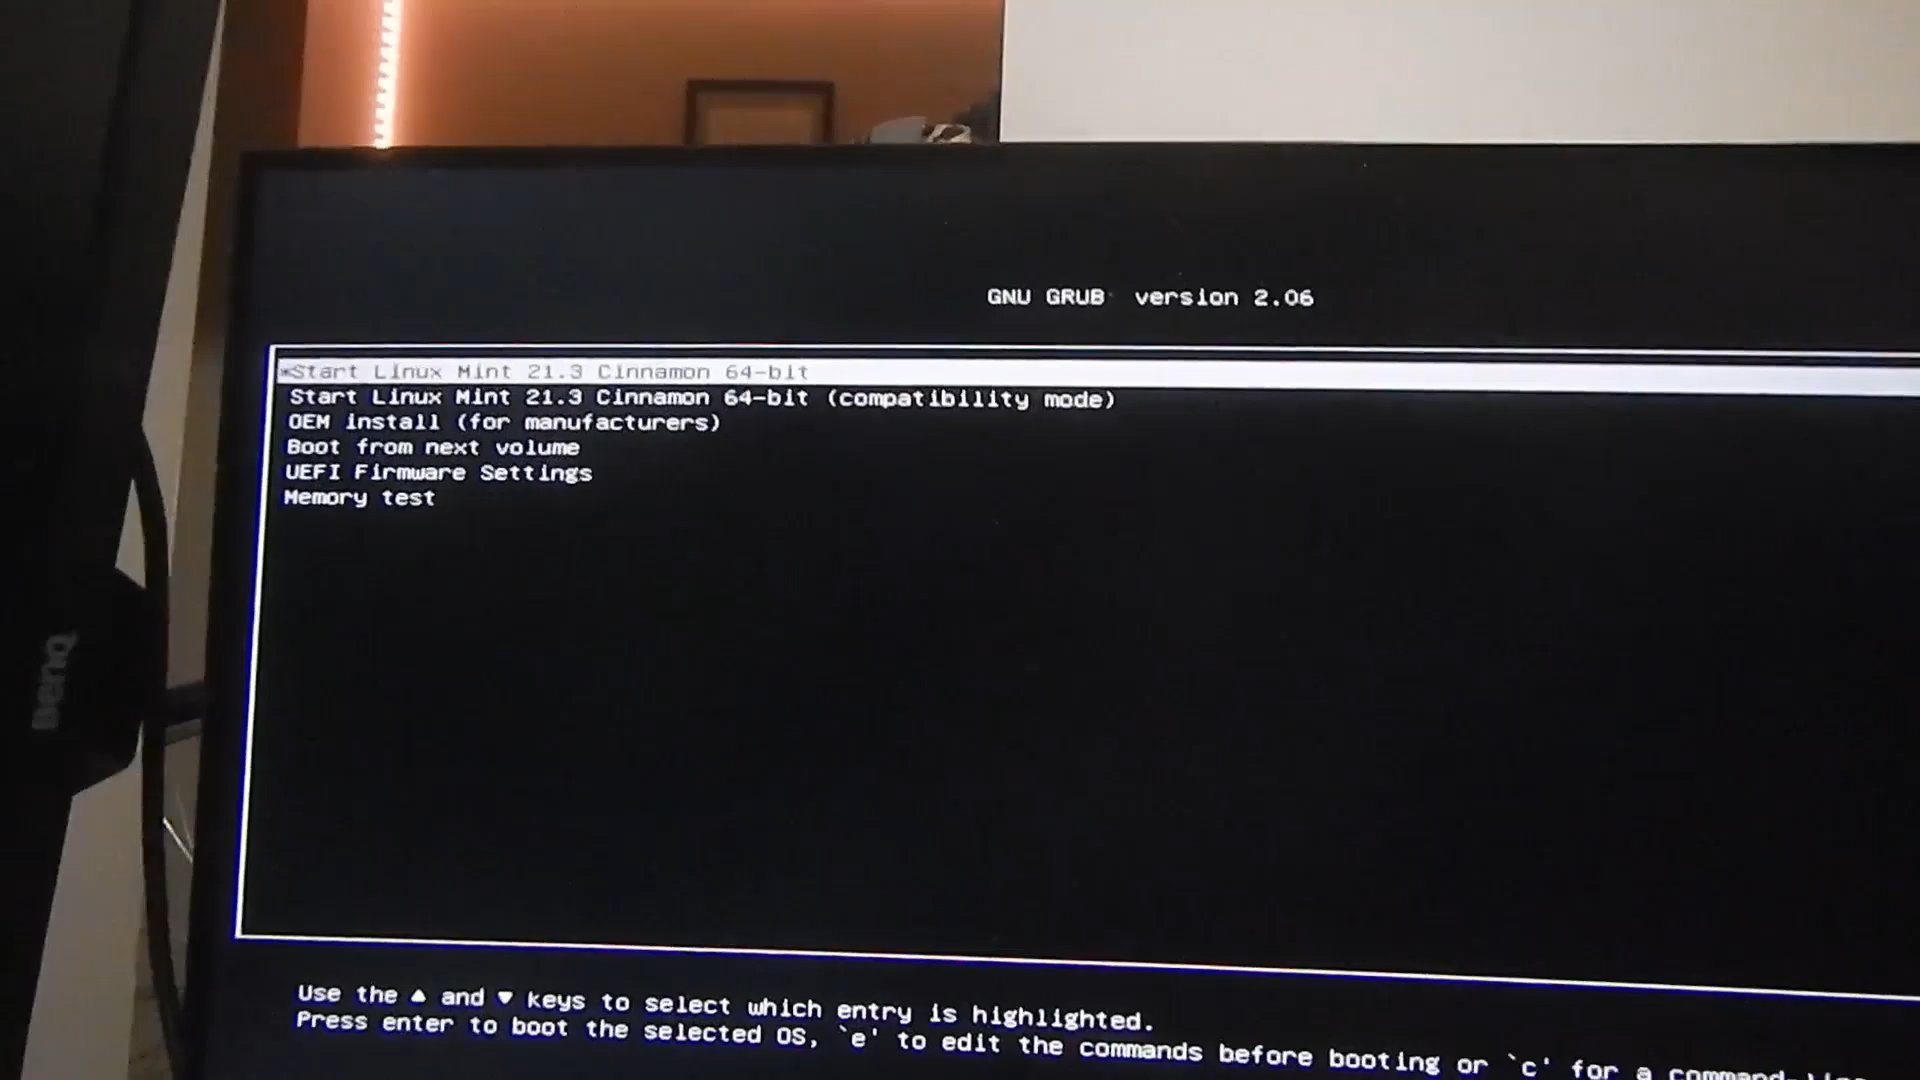 GNU GRUB version 2.06
*Start Linux Mint 21.3 Cinnamon 64-bit
Start Linux Mint 21.3 Cinnamon 64-bit (compatibility mode)
OEM install (for manufacturers)
Boot from next volume
UEFI Firmware Settings
Memory test
BenQ
Use the ▲ and ▼ keys to select which entry is highlighted.
Press enter to boot the selected OS, `e' to edit the commands before booting or `c' for a